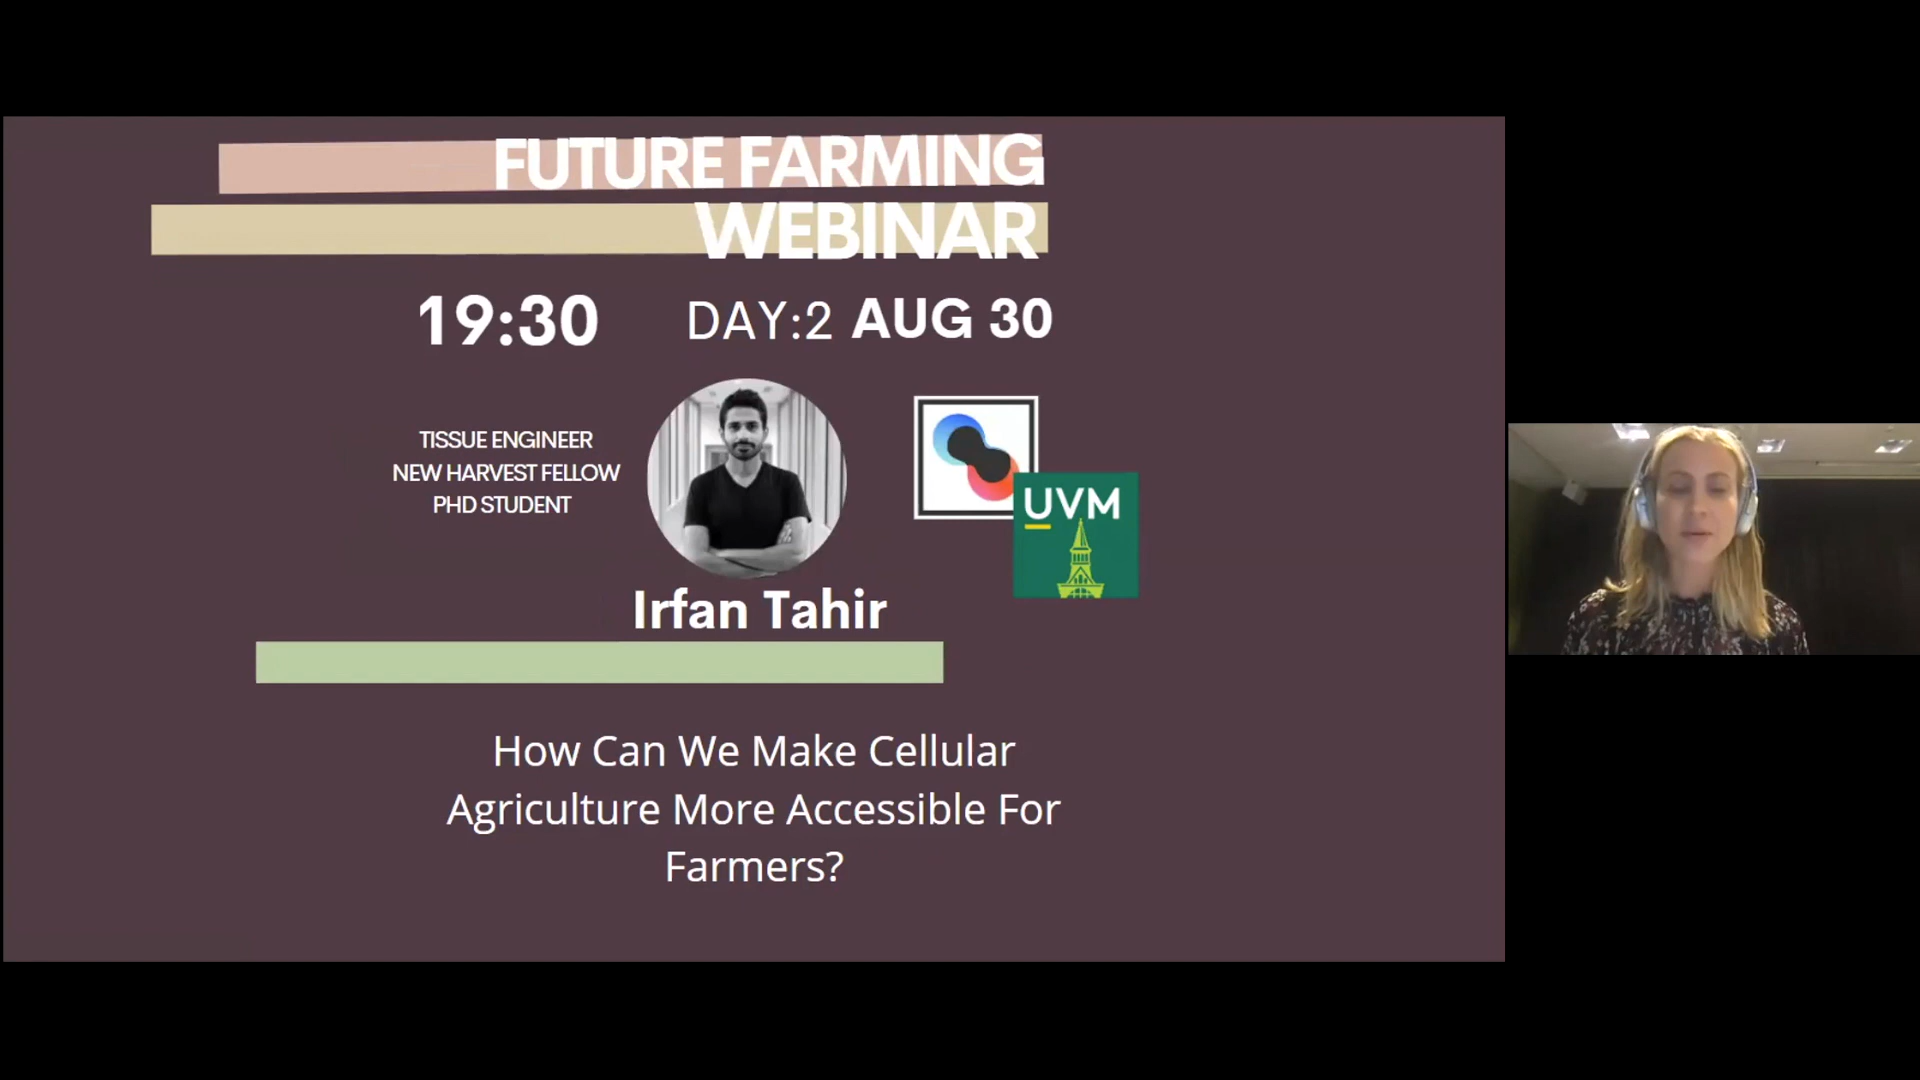 FUTURE FARMING
WEBINAR
19:30
DAY:2 AUG 30
TISSUE ENGINEER
NEW HARVEST FELLOW
PHD STUDENT
UVM
Irfan Tahir
How Can We Make Cellular
Agriculture More Accessible For
Farmers?